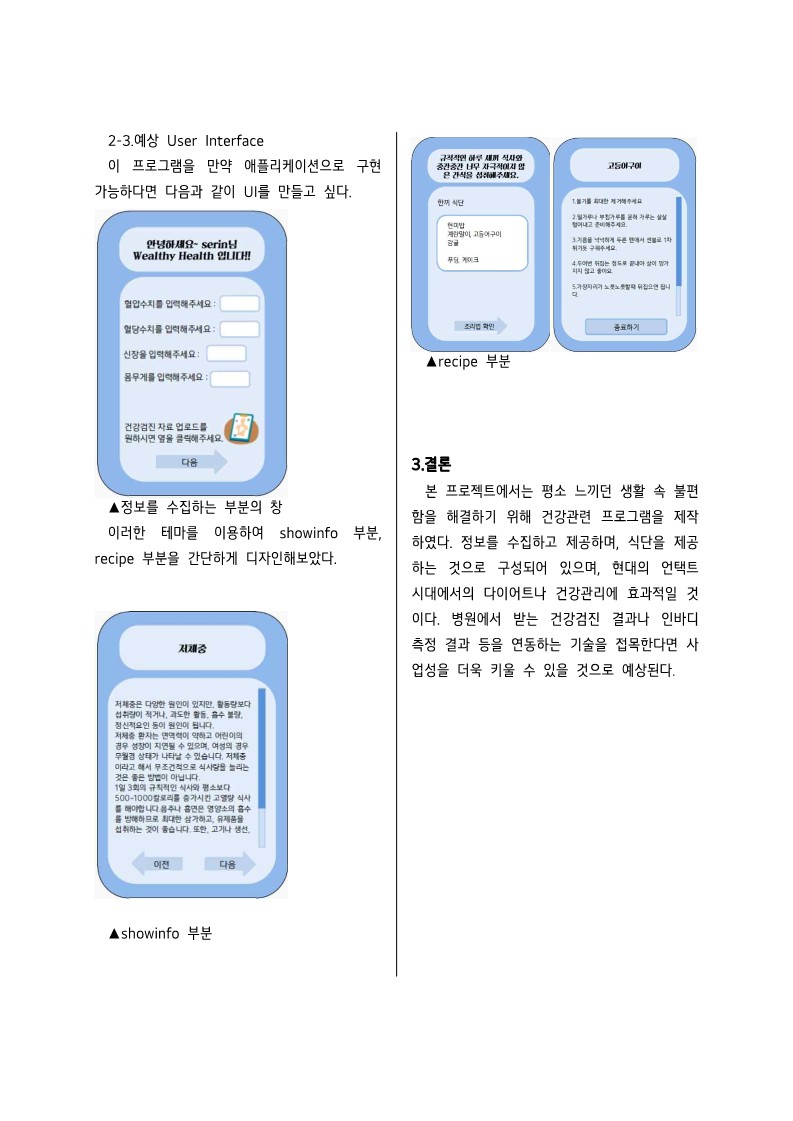 2-3.예상 User Interface
이 프로그램을 만약 애플리케이션으로 구현
가능하다면 다음과 같이 UI를 만들고 싶다.
안녕하세요~ serin님
Wealthy Health 입니다!!
혈압수치를 입력해주세요 :
혈당수치를 입력해주세요 :
신장을 입력해주세요 :
몸무게를 입력해주세요 :
건강검진 자료 업로드를
원하시면 옆을 클릭해주세요.
다음
▲정보를 수집하는 부분의 창
이러한 테마를 이용하여 showinfo 부분,
recipe 부분을 간단하게 디자인해보았다.
저체중
저체중은 다양한 원인이 있지만, 활동량보다
섭취량이 적거나, 과도한 활동, 흡수 불량,
정신적요인 등이 원인이 됩니다.
저체중 환자는 면역력이 약하고 어린이의
경우 성장이 지연될 수 있으며, 여성의 경우
무월경 상태가 나타날 수 있습니다. 저체중
이라고 해서 무조건적으로 식사량을 늘리는
것은 좋은 방법이 아닙니다.
1일 3회의 규칙적인 식사와 평소보다
500~1000칼로리를 증가시킨 고열량 식사
를 해야합니다.음주나 흡연은 영양소의 흡수
를 방해하므로 최대한 삼가하고, 유제품을
섭취하는 것이 좋습니다. 또한, 고기나 생선,
이전
다음
▲showinfo 부분
규칙적인 하루 세끼 식사와
중간중간 너무 자극적이지 않
은 간식을 섭취해주세요.
한끼 식단
현미밥
계란말이, 고등어구이
감귤
푸딩, 케이크
조리법 확인
고등어구이
1.물기를 최대한 제거해주세요
2.밀가루나 부침가루를 묻혀 가루는 살살
털어내고 준비해주세요.
3.기름을 넉넉하게 두른 팬에서 센불로 1차
튀기듯 구워주세요.
4.두어번 뒤집는 정도로 끝내야 살이 망가
지지 않고 좋아요.
5.가장자리가 노릇노릇할때 뒤집으면 됩니
다.
종료하기
▲recipe 부분
3.결론
본 프로젝트에서는 평소 느끼던 생활 속 불편
함을 해결하기 위해 건강관련 프로그램을 제작
하였다. 정보를 수집하고 제공하며, 식단을 제공
하는 것으로 구성되어 있으며, 현대의 언택트
시대에서의 다이어트나 건강관리에 효과적일 것
이다. 병원에서 받는 건강검진 결과나 인바디
측정 결과 등을 연동하는 기술을 접목한다면 사
업성을 더욱 키울 수 있을 것으로 예상된다.